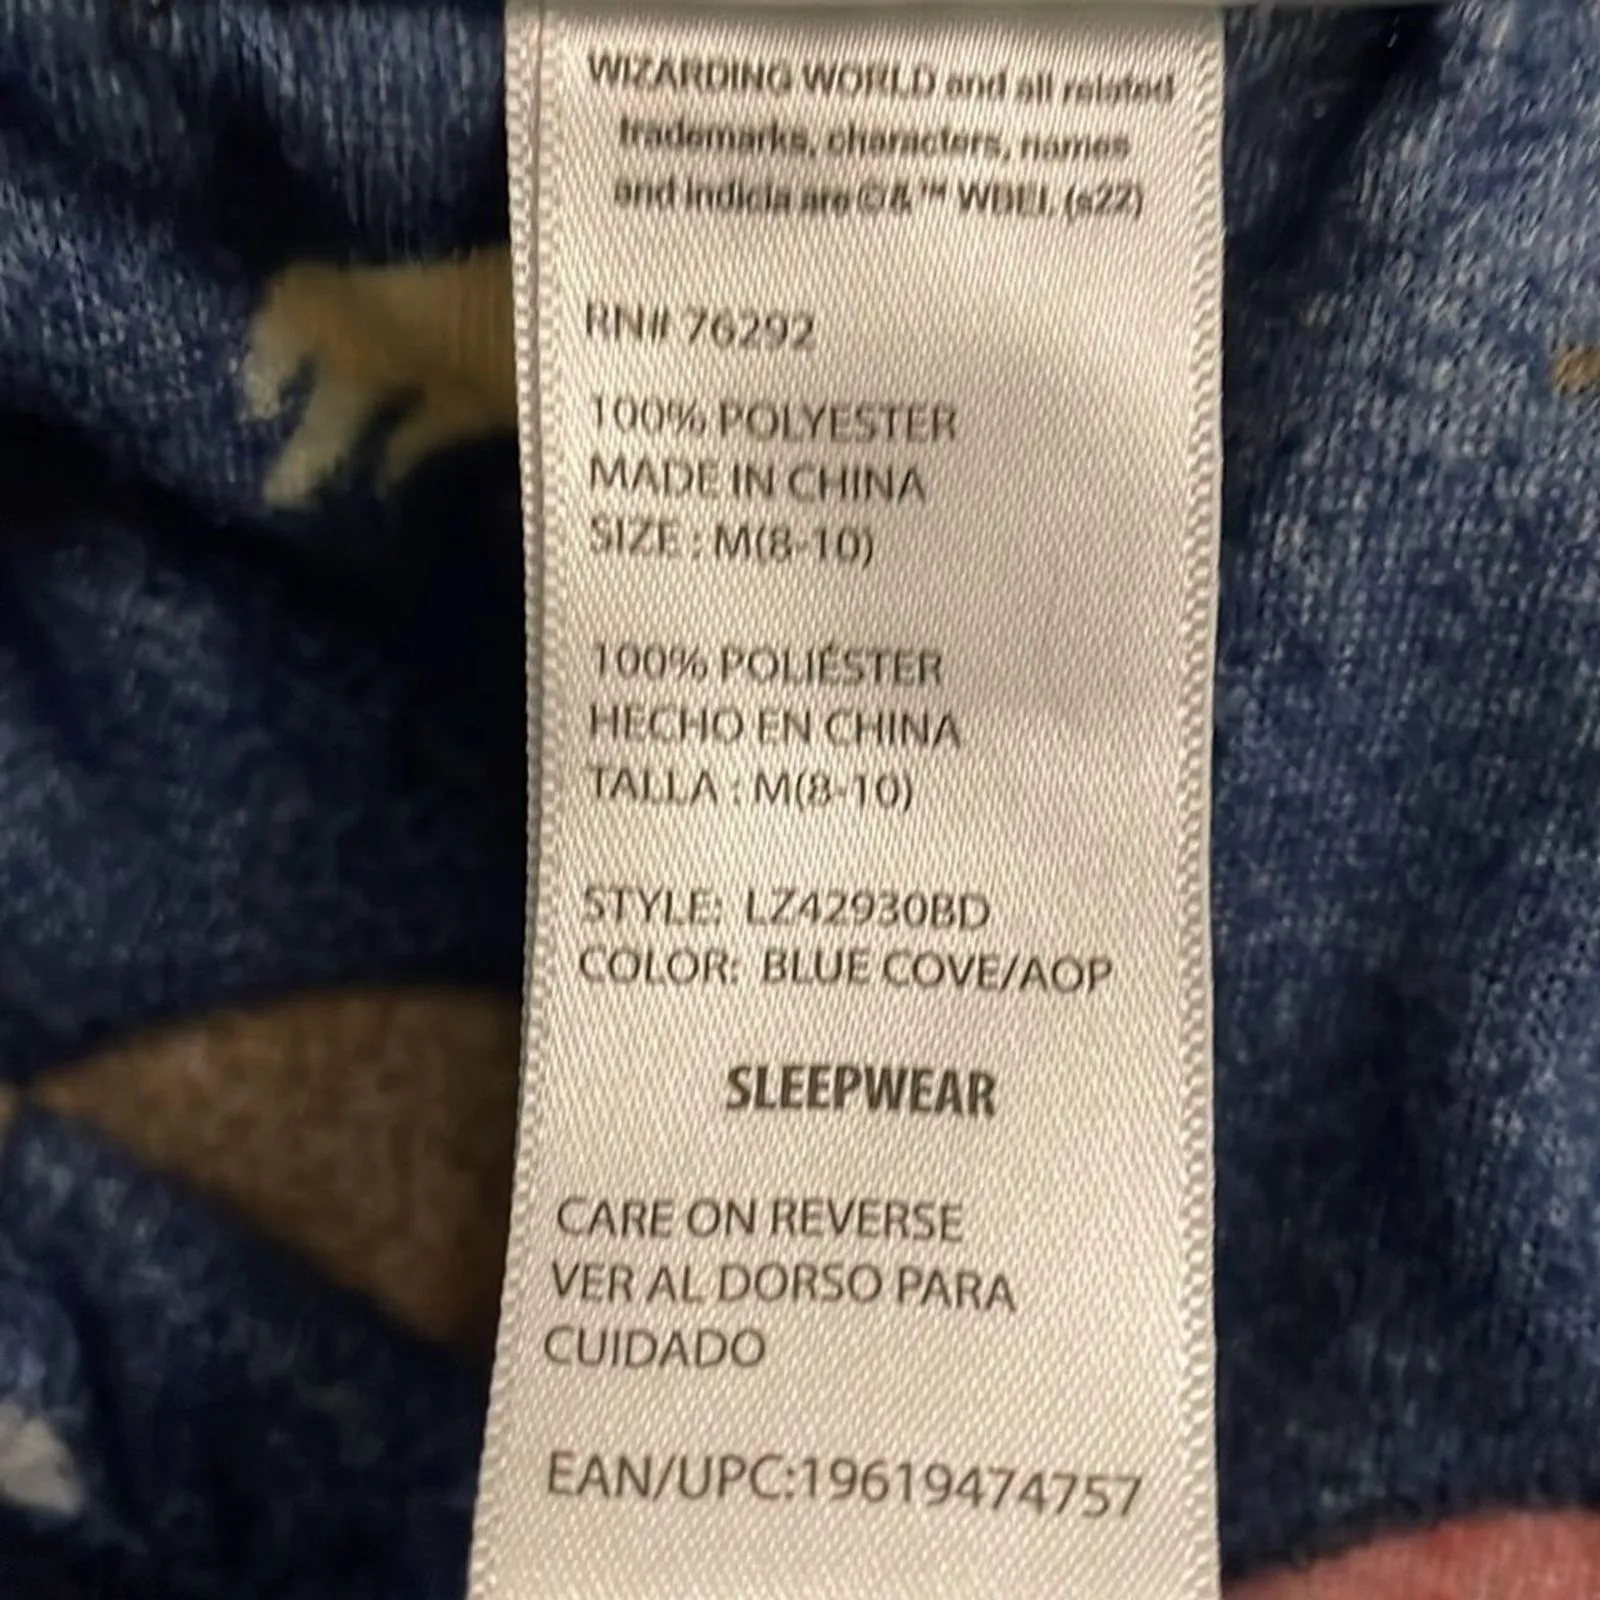 WIZARDING WORLD and all related
trademarks, characters, names
and indicia are ©&™ WBEI. (s22)
RN# 76292
100% POLYESTER
MADE IN CHINA
SIZE : M(8-10)
100% POLIÉSTER
HECHO EN CHINA
TALLA : M(8-10)
STYLE: LZ42930BD
COLOR: BLUE COVE/AOP
SLEEPWEAR
CARE ON REVERSE
VER AL DORSO PARA
CUIDADO
EAN/UPC:19619474757